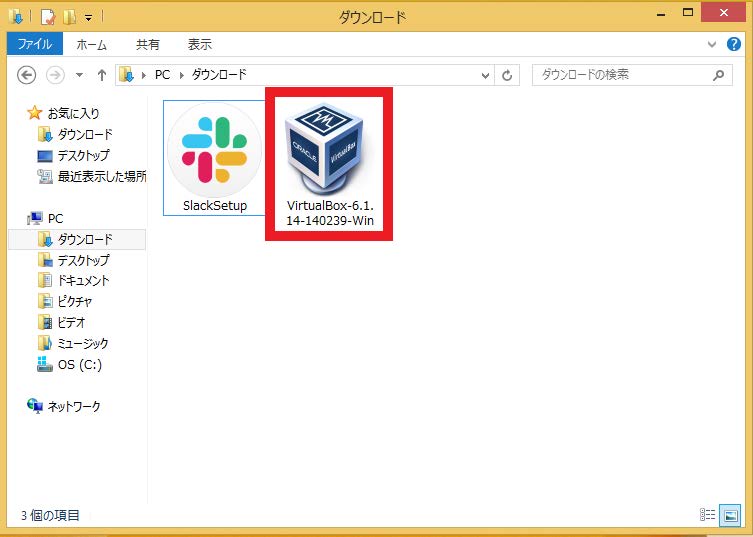 ダウンロード
ファイル ホーム 共有 表示
PC ダウンロード ダウンロードの検索
お気に入り
ダウンロード
デスクトップ
最近表示した場所
PC
ダウンロード
デスクトップ
ドキュメント
ピクチャ
ビデオ
ミュージック
OS (C:)
ネットワーク
SlackSetup
ORACLE
VirtualBox
VirtualBox-6.1.
14-140239-Win
3 個の項目